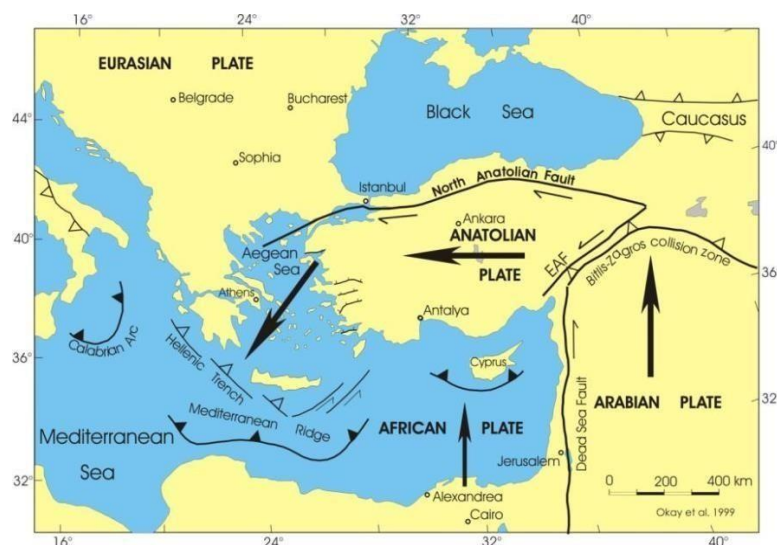 16°
24°
32°
40°
EURASIAN PLATE
Belgrade
Bucharest
44°
Black Sea
Caucasus
40°
Sophia
Istanbul
North Anatolian Fault
Ankara
40°
ANATOLIAN
PLATE
Aegean
Sea
EAF
Bitlis-Zagros collision zone
36°
Athens
Antalya
Calabrian Arc
36°
Hellenic
Trench
Cyprus
Mediterranean
Ridge
AFRICAN PLATE
ARABIAN PLATE
32°
Dead Sea Fault
Mediterranean
Sea
Jerusalem
0 200 400 km
32°
Alexandrea
Okay et al. 1999
Cairo
16°
24°
32°
40°